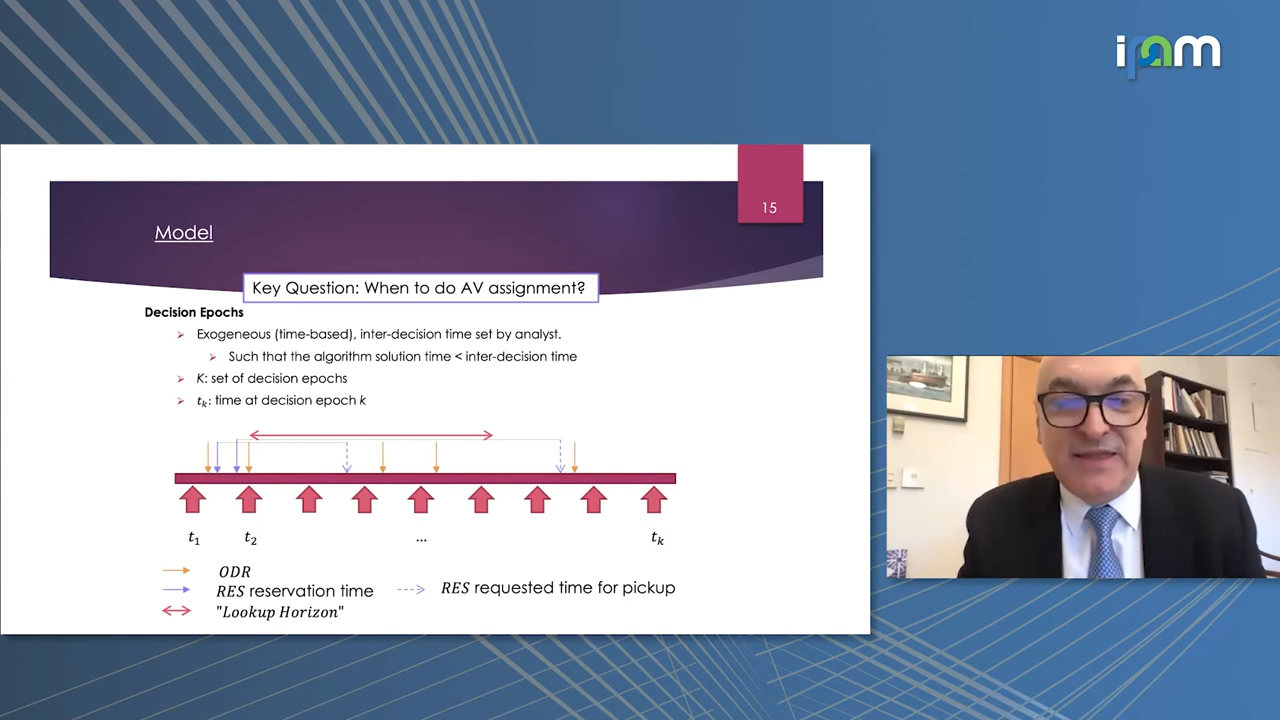 ipam
15
Model
Key Question: When to do AV assignment?
Decision Epochs
Exogeneous (time-based), inter-decision time set by analyst.
Such that the algorithm solution time < inter-decision time
K: set of decision epochs
tₖ: time at decision epoch k
t₁ t₂ ... tₖ
ODR
RES reservation time
RES requested time for pickup
"Lookup Horizon"